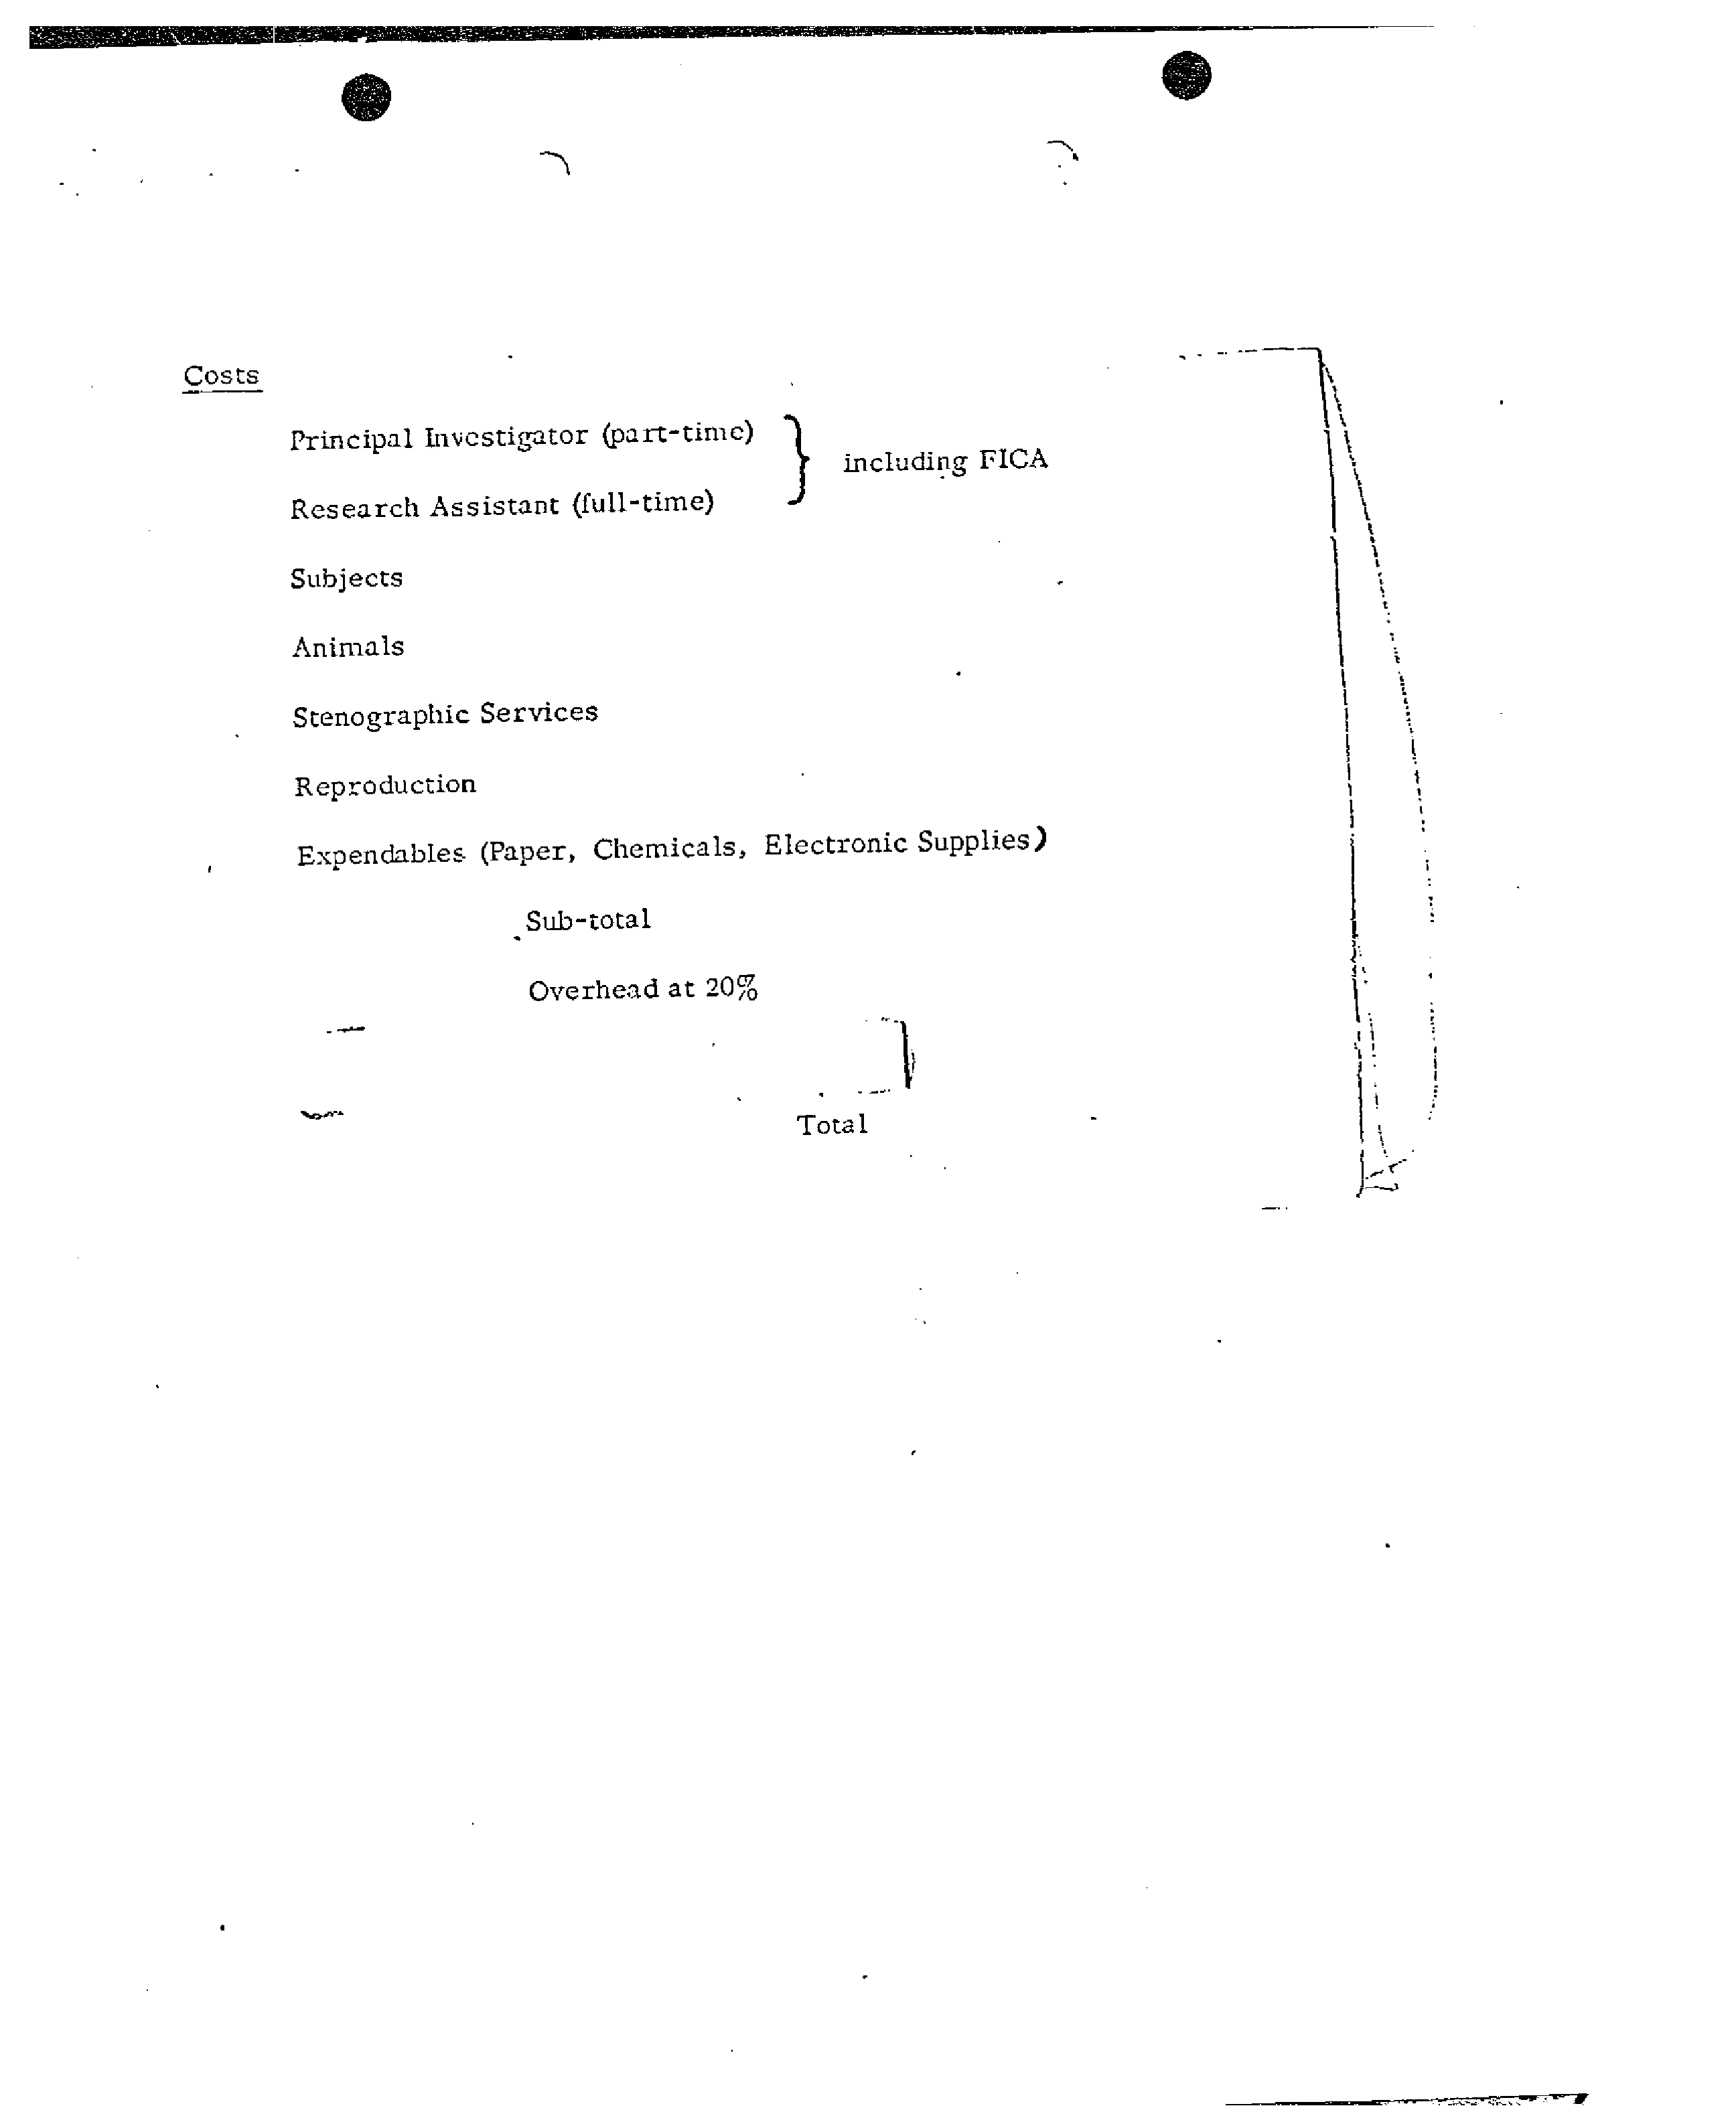 Costs
Principal Investigator (part-time)
including FICA
Research Assistant (full-time)
Subjects
Animals
Stenographic Services
Reproduction
Expendables (Paper, Chemicals, Electronic Supplies)
Sub-total
Overhead at 20%
Total